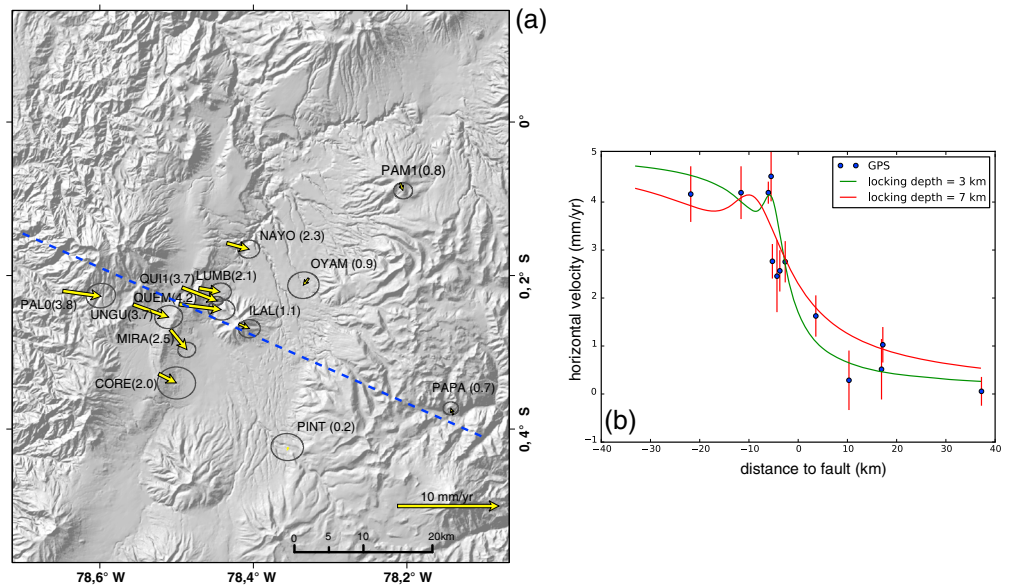 (a)
PAM1(0.8)
NAYO (2.3)
OYAM (0.9)
QUI1(3.7)
LUMB(2.1)
QUEM(4.2)
PAL0(3.8)
UNGU(3.7)
ILAL(1.1)
MIRA(2.5)
CORE(2.0)
PAPA (0.7)
PINT (0.2)
10 mm/yr
0 5 10 20km
78,6° W 78,4° W 78,2° W
0°
0,2° S
0,4° S
GPS
locking depth = 3 km
locking depth = 7 km
horizontal velocity (mm/yr)
5
4
3
2
1
0
−1
(b)
−40 −30 −20 −10 0 10 20 30 40
distance to fault (km)